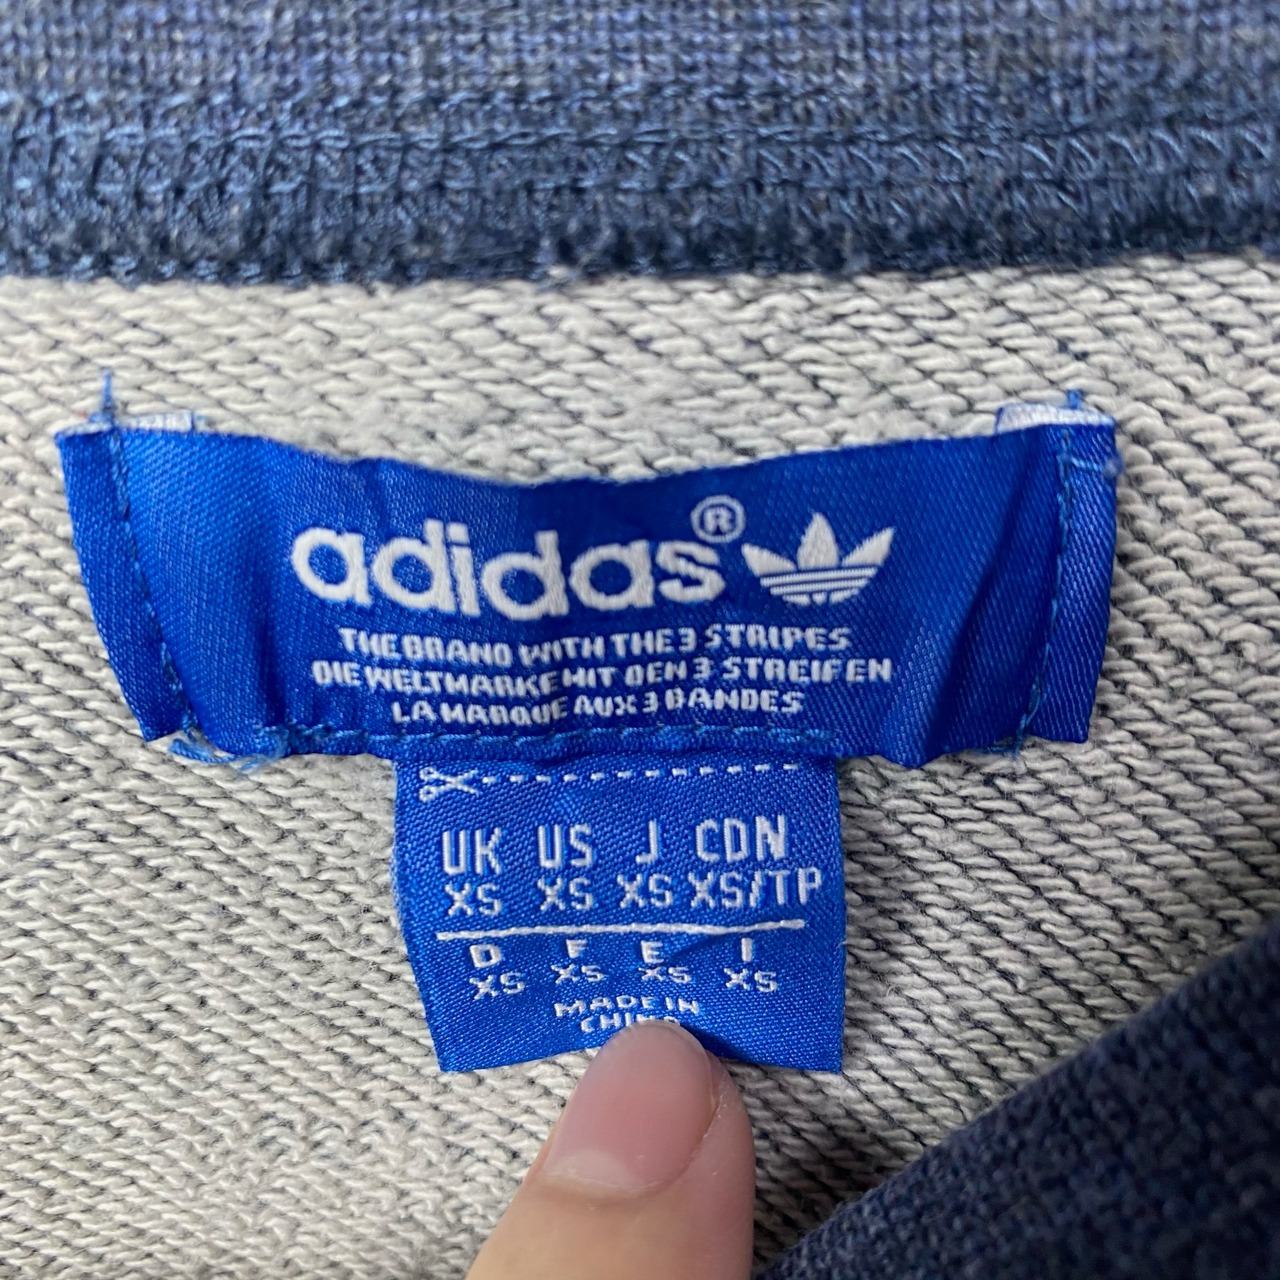 adidas®
THE BRAND WITH THE 3 STRIPES
DIE WELTMARKE MIT DEN 3 STREIFEN
LA MARQUE AUX 3 BANDES
UK US J CDN
XS XS XS XS/TP
D F E I
XS XS XS XS
MADE IN
CHINA